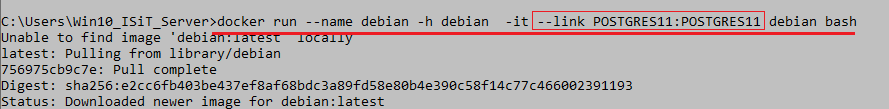 C:\Users\Win10_ISiT_Server>docker run --name debian -h debian  -it --link POSTGRES11:POSTGRES11 debian bash
Unable to find image 'debian:latest' locally
latest: Pulling from library/debian
756975cb9c7e: Pull complete
Digest: sha256:e2cc6fb403be437ef8af68bdc3a89fd58e80b4e390c58f14c77c466002391193
Status: Downloaded newer image for debian:latest